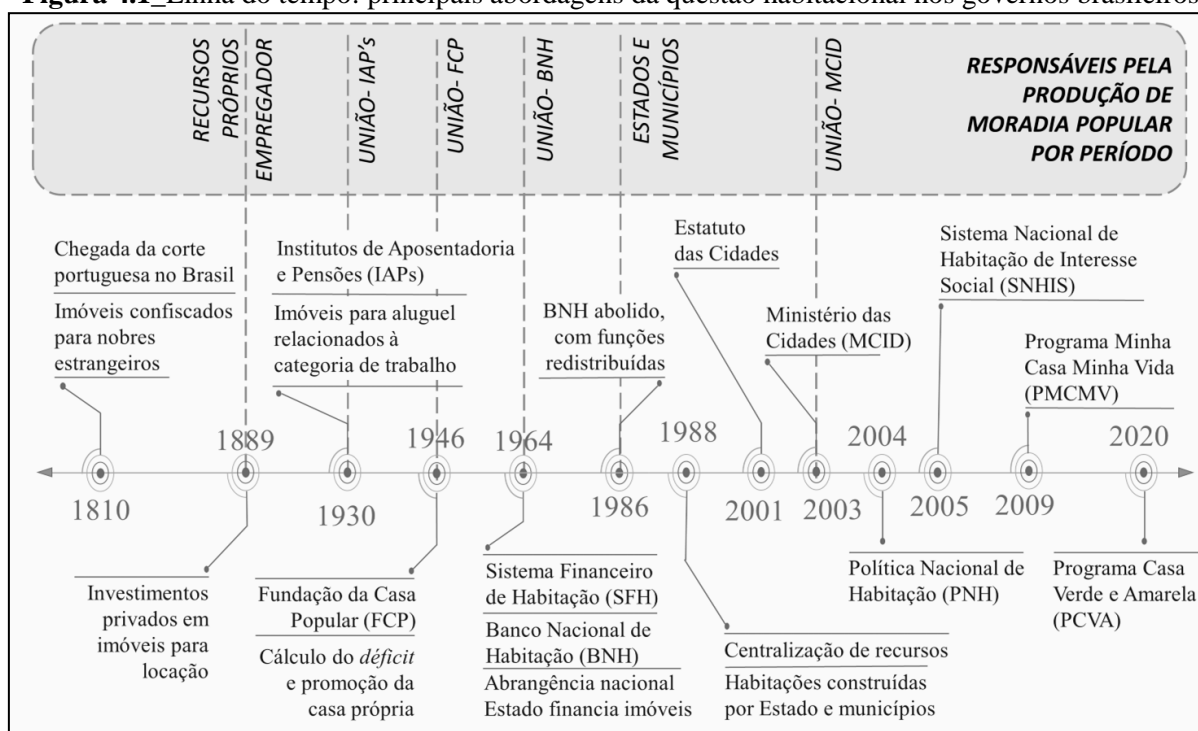 Figura 4.1_Linha do tempo: principais abordagens da questão habitacional nos governos brasileiros
RECURSOS
PRÓPRIOS
EMPREGADOR
UNIÃO- IAP's
UNIÃO- FCP
UNIÃO- BNH
ESTADOS E
MUNICÍPIOS
UNIÃO- MCID
RESPONSÁVEIS PELA
PRODUÇÃO DE
MORADIA POPULAR
POR PERÍODO
Chegada da corte
portuguesa no Brasil
Imóveis confiscados
para nobres
estrangeiros
Institutos de Aposentadoria
e Pensões (IAPs)
Imóveis para aluguel
relacionados à
categoria de trabalho
BNH abolido,
com funções
redistribuídas
Estatuto
das Cidades
Ministério das
Cidades (MCID)
Sistema Nacional de
Habitação de Interesse
Social (SNHIS)
Programa Minha
Casa Minha Vida
(PMCMV)
1810
1889
1930
1946
1964
1986
1988
2001
2003
2004
2005
2009
2020
Investimentos
privados em
imóveis para
locação
Fundação da Casa
Popular (FCP)
Cálculo do déficit
e promoção da
casa própria
Sistema Financeiro
de Habitação (SFH)
Banco Nacional de
Habitação (BNH)
Abrangência nacional
Estado financia imóveis
Centralização de recursos
Habitações construídas
por Estado e municípios
Política Nacional de
Habitação (PNH)
Programa Casa
Verde e Amarela
(PCVA)